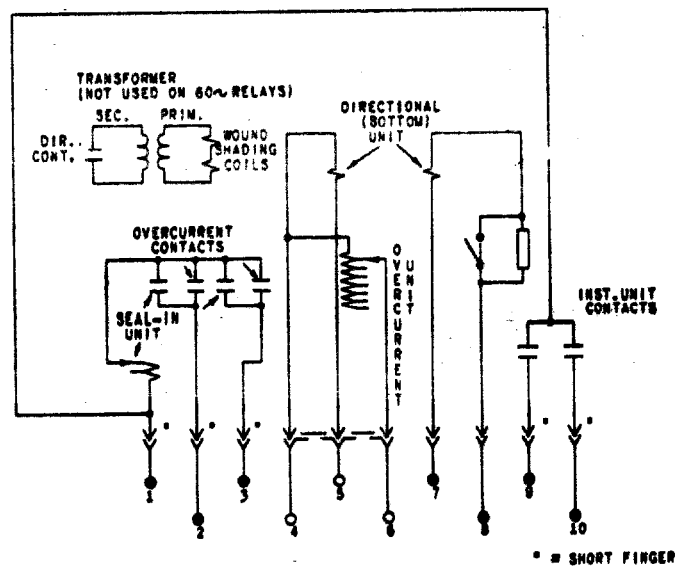 TRANSFORMER
(NOT USED ON 60~ RELAYS)
SEC. PRIM.
DIR.
CONT.
WOUND
SHADING
COILS
DIRECTIONAL
(BOTTOM)
UNIT
OVERCURRENT
CONTACTS
SEAL-IN
UNIT
OVERCURRENT
UNIT
INST. UNIT
CONTACTS
* * * * *
1 2 3 4 5 6 7 8 9 10
* = SHORT FINGER